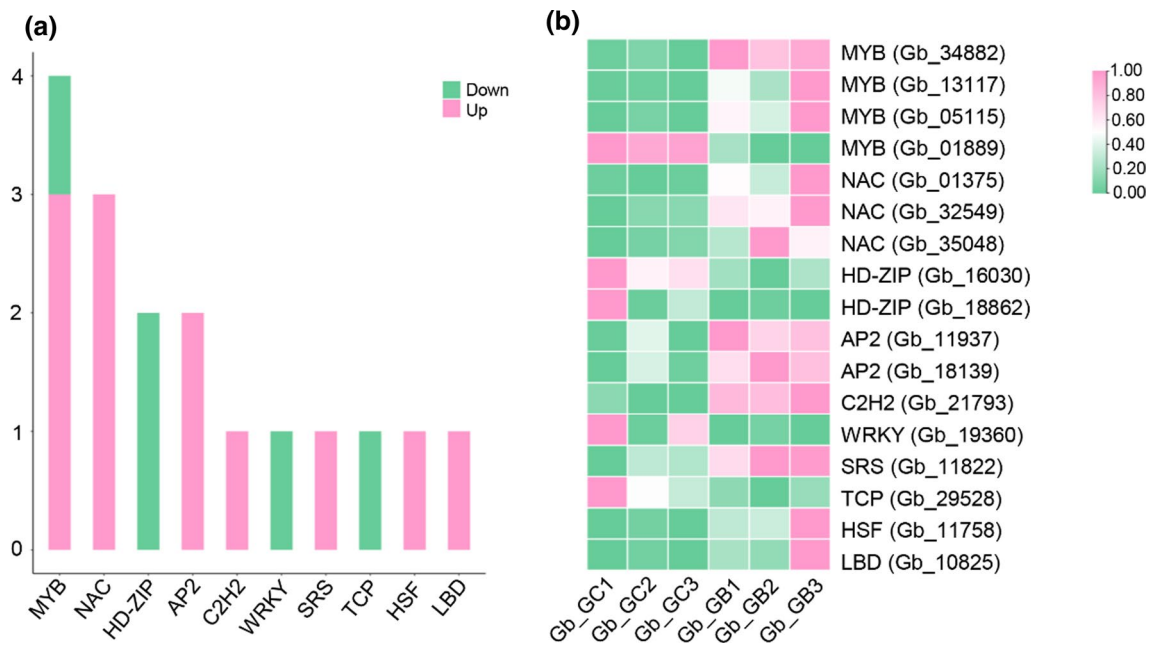 (a)
4
3
2
1
0
Down
Up
MYB
NAC
HD-ZIP
AP2
C2H2
WRKY
SRS
TCP
HSF
LBD
(b)
MYB (Gb_34882)
MYB (Gb_13117)
MYB (Gb_05115)
MYB (Gb_01889)
NAC (Gb_01375)
NAC (Gb_32549)
NAC (Gb_35048)
HD-ZIP (Gb_16030)
HD-ZIP (Gb_18862)
AP2 (Gb_11937)
AP2 (Gb_18139)
C2H2 (Gb_21793)
WRKY (Gb_19360)
SRS (Gb_11822)
TCP (Gb_29528)
HSF (Gb_11758)
LBD (Gb_10825)
Gb_GC1
Gb_GC2
Gb_GC3
Gb_GB1
Gb_GB2
Gb_GB3
1.00
0.80
0.60
0.40
0.20
0.00